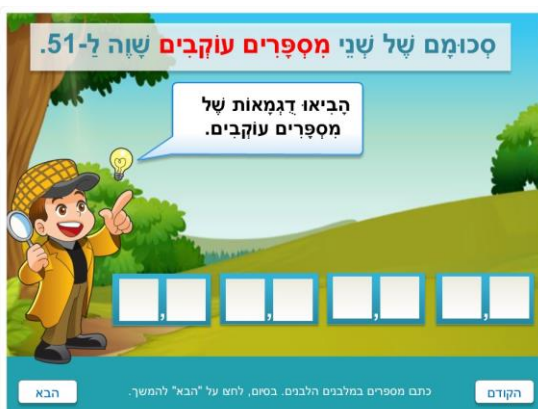 סְכוּמָם שֶׁל שְׁנֵי מִסְפָּרִים עוֹקְבִים שָׁוֶה לַ-51.
הָבִיאוּ דֻּגְמָאוֹת שֶׁל
מִסְפָּרִים עוֹקְבִים.
, , , ,
הקודם
כתבו מספרים במלבנים הלבנים. בסיום, לחצו על "הבא" להמשך.
הבא